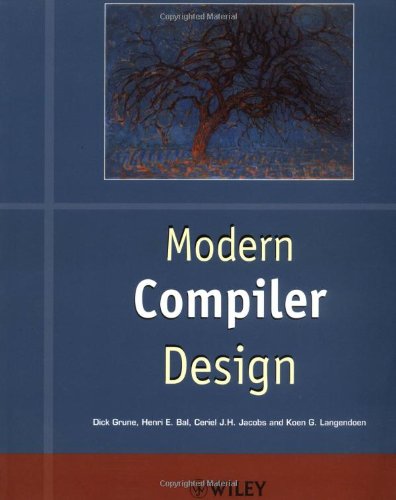 Modern
Compiler
Design
Dick Grune, Henri E. Bal, Ceriel J.H. Jacobs and Koen G. Langendoen
WILEY